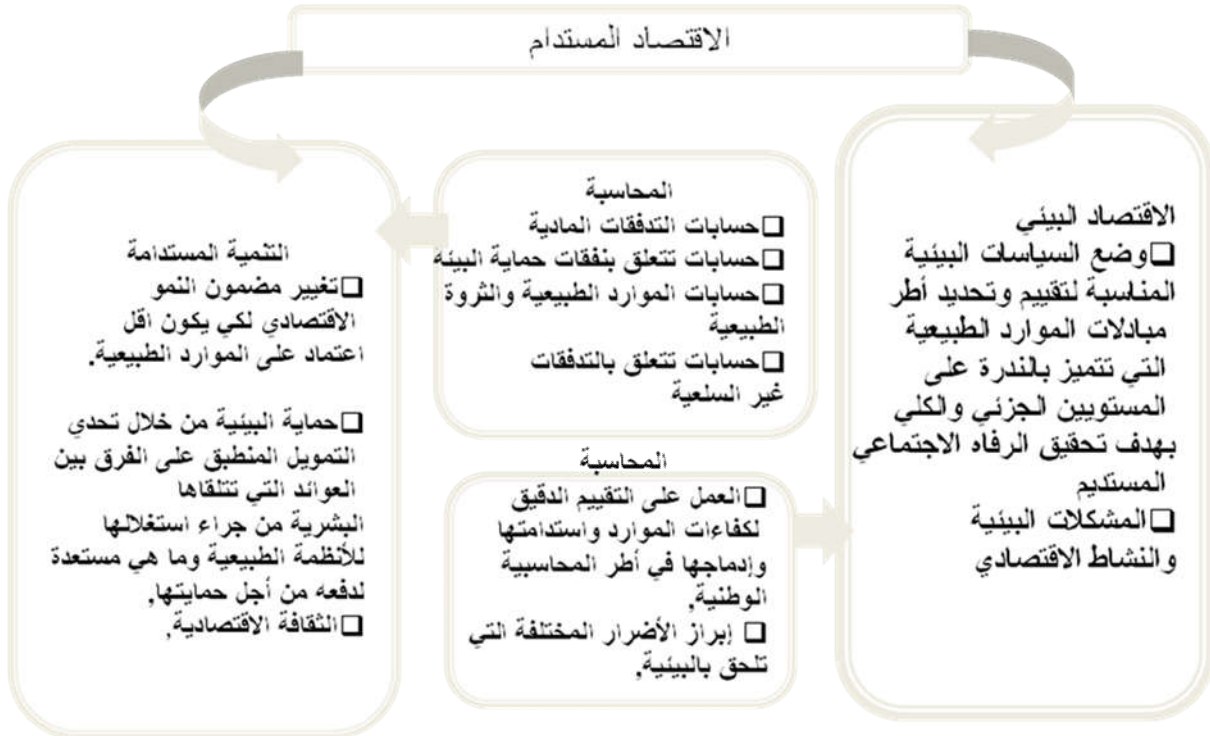 الاقتصاد المستدام
الاقتصاد البيئي
❑وضع السياسات البيئية
المناسبة لتقييم وتحديد أطر
مبادلات الموارد الطبيعية
التي تتميز بالندرة على
المستويين الجزئي والكلي
بهدف تحقيق الرفاه الاجتماعي
المستديم
❑المشكلات البيئية
والنشاط الاقتصادي
المحاسبة
❑حسابات التدفقات المادية
❑حسابات تتعلق بنفقات حماية البيئة
❑حسابات الموارد الطبيعية والثروة
الطبيعية
❑حسابات تتعلق بالتدفقات
غير السلعية
المحاسبة
❑العمل على التقييم الدقيق
لكفاءات الموارد واستدامتها
وإدماجها في أطر المحاسبية
الوطنية,
❑ إبراز الأضرار المختلفة التي
تلحق بالبيئية,
التنمية المستدامة
❑تغيير مضمون النمو
الاقتصادي لكي يكون اقل
اعتماد على الموارد الطبيعية.
❑حماية البيئية من خلال تحدي
التمويل المنطبق على الفرق بين
العوائد التي تتلقاها
البشرية من جراء استغلالها
للأنظمة الطبيعية وما هي مستعدة
لدفعه من أجل حمايتها,
❑الثقافة الاقتصادية,